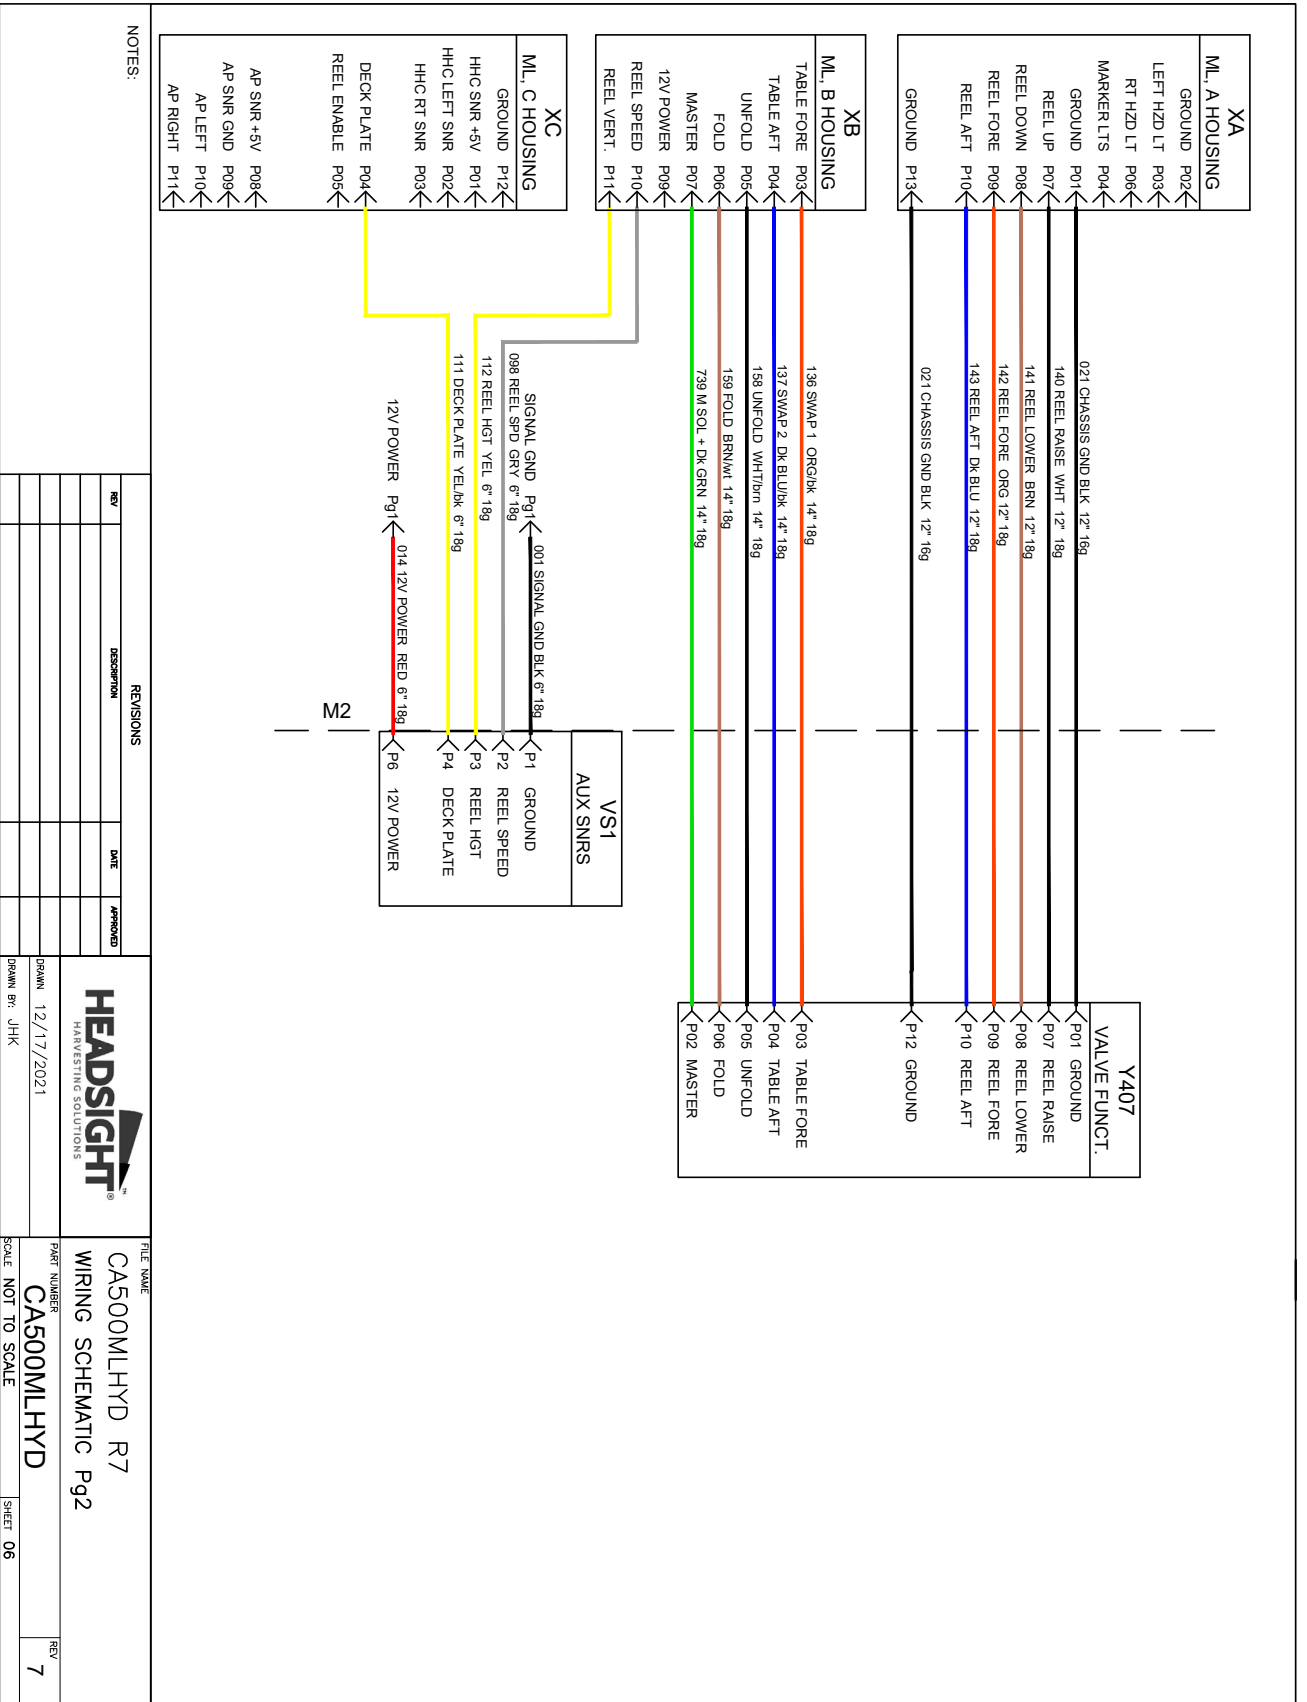 XA
ML, A HOUSING
GROUND P02
LEFT HZD LT P03
RT HZD LT P06
MARKER LTS P04
GROUND P01
REEL UP P07
REEL DOWN P08
REEL FORE P09
REEL AFT P10
GROUND P13
021 CHASSIS GND BLK 12" 16g
140 REEL RAISE WHT 12" 18g
141 REEL LOWER BRN 12" 18g
142 REEL FORE ORG 12" 18g
143 REEL AFT Dk BLU 12" 18g
021 CHASSIS GND BLK 12" 16g
Y407
VALVE FUNCT.
P01 GROUND
P07 REEL RAISE
P08 REEL LOWER
P09 REEL FORE
P10 REEL AFT
P12 GROUND
P03 TABLE FORE
P04 TABLE AFT
P05 UNFOLD
P06 FOLD
P02 MASTER
XB
ML, B HOUSING
TABLE FORE P03
TABLE AFT P04
UNFOLD P05
FOLD P06
MASTER P07
12V POWER P09
REEL SPEED P10
REEL VERT. P11
136 SWAP 1 ORG/bk 14" 18g
137 SWAP 2 Dk BLU/bk 14" 18g
158 UNFOLD WHT/brn 14" 18g
159 FOLD BRN/wt 14" 18g
739 M SOL + Dk GRN 14" 18g
XC
ML, C HOUSING
GROUND P12
HHC SNR +5V P01
HHC LEFT SNR P02
HHC RT SNR P03
DECK PLATE P04
REEL ENABLE P05
AP SNR +5V P08
AP SNR GND P09
AP LEFT P10
AP RIGHT P11
SIGNAL GND Pg1
001 SIGNAL GND BLK 6" 18g
098 REEL SPD GRY 6" 18g
112 REEL HGT YEL 6" 18g
111 DECK PLATE YEL/bk 6" 18g
12V POWER Pg1
014 12V POWER RED 6" 18g
M2
VS1
AUX SNRS
P1 GROUND
P2 REEL SPEED
P3 REEL HGT
P4 DECK PLATE
P6 12V POWER
NOTES:
REVISIONS
REV DESCRIPTION DATE APPROVED
HEADSIGHT®
™
HARVESTING SOLUTIONS
DRAWN 12/17/2021
DRAWN BY: JHK
FILE NAME
CA500MLHYD R7
WIRING SCHEMATIC Pg2
PART NUMBER
CA500MLHYD
REV
7
SCALE NOT TO SCALE
SHEET 06